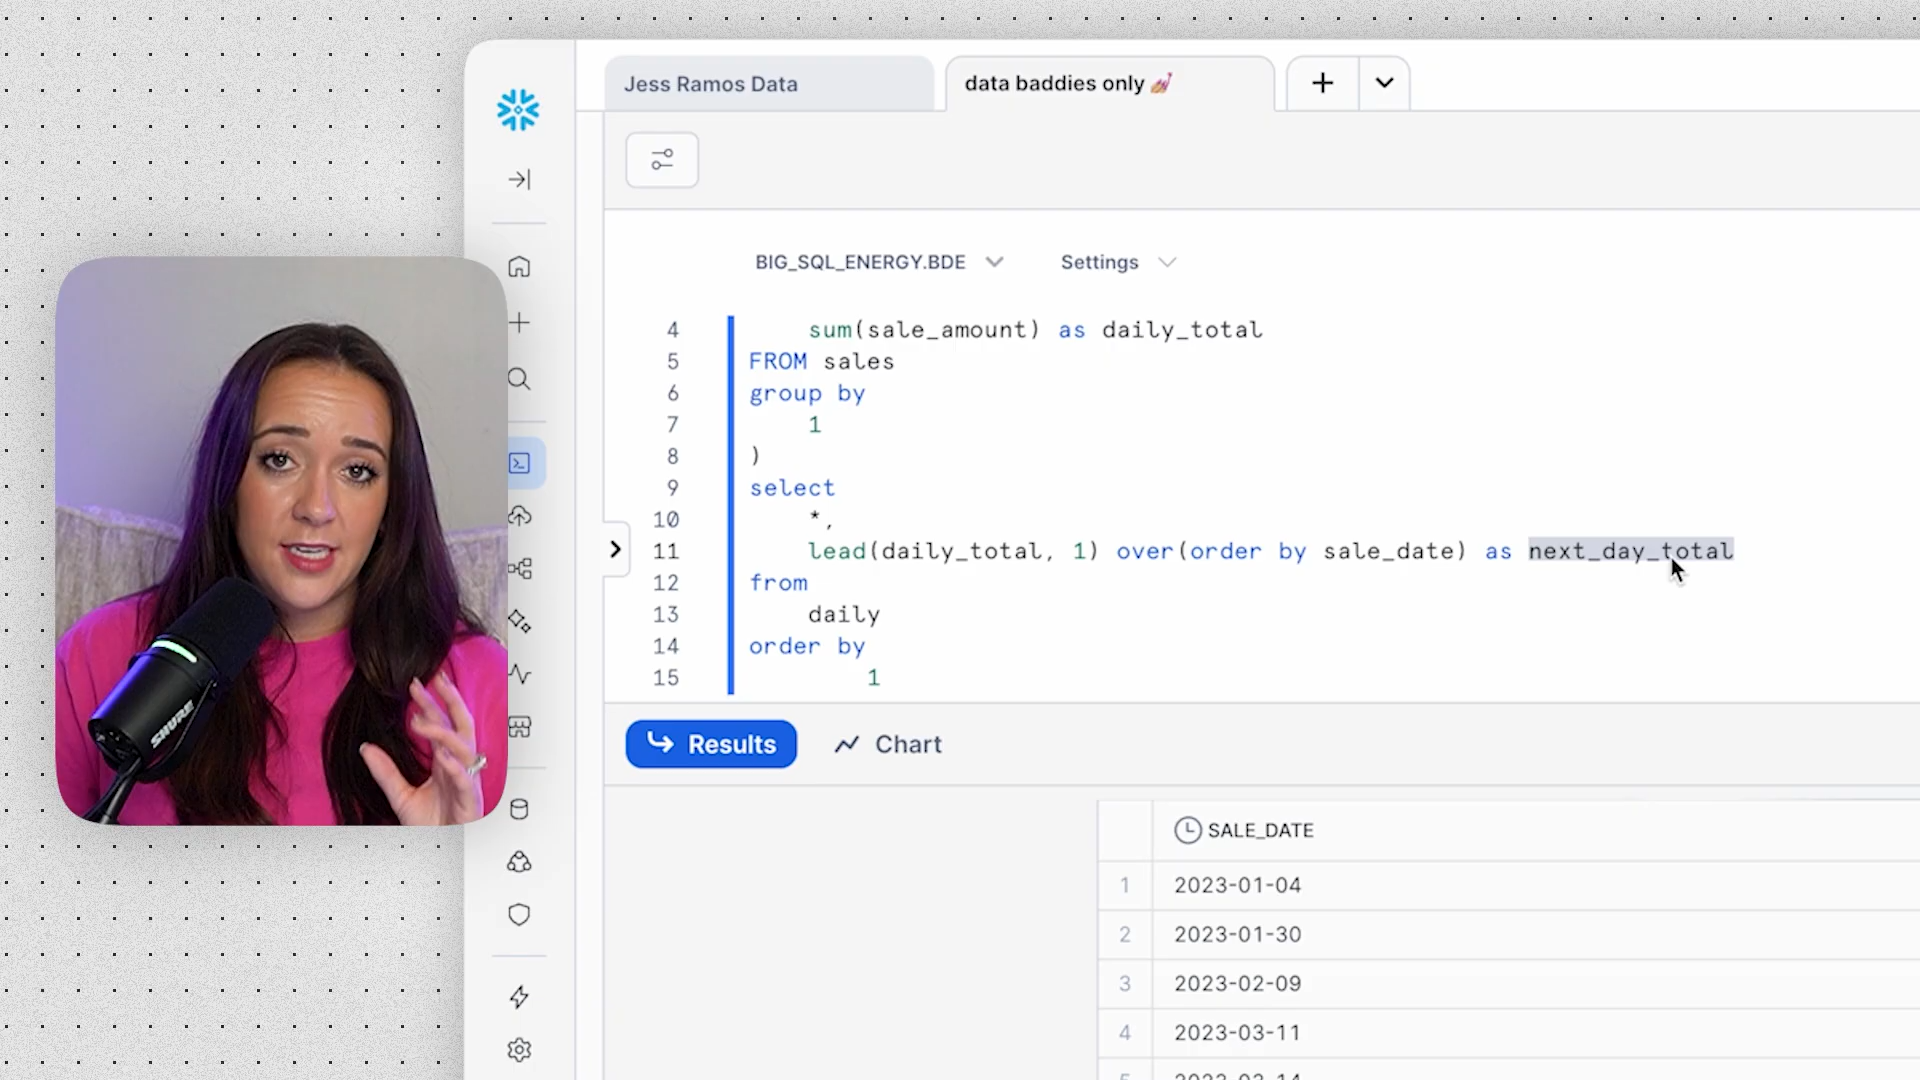 Jess Ramos Data
data baddies only 💅
BIG_SQL_ENERGY.BDE
Settings
4 sum(sale_amount) as daily_total
5 FROM sales
6 group by
7 1
8 )
9 select
10 *,
11 lead(daily_total, 1) over(order by sale_date) as next_day_total
12 from
13 daily
14 order by
15 1
Results
Chart
SALE_DATE
1 2023-01-04
2 2023-01-30
3 2023-02-09
4 2023-03-11
SHURE